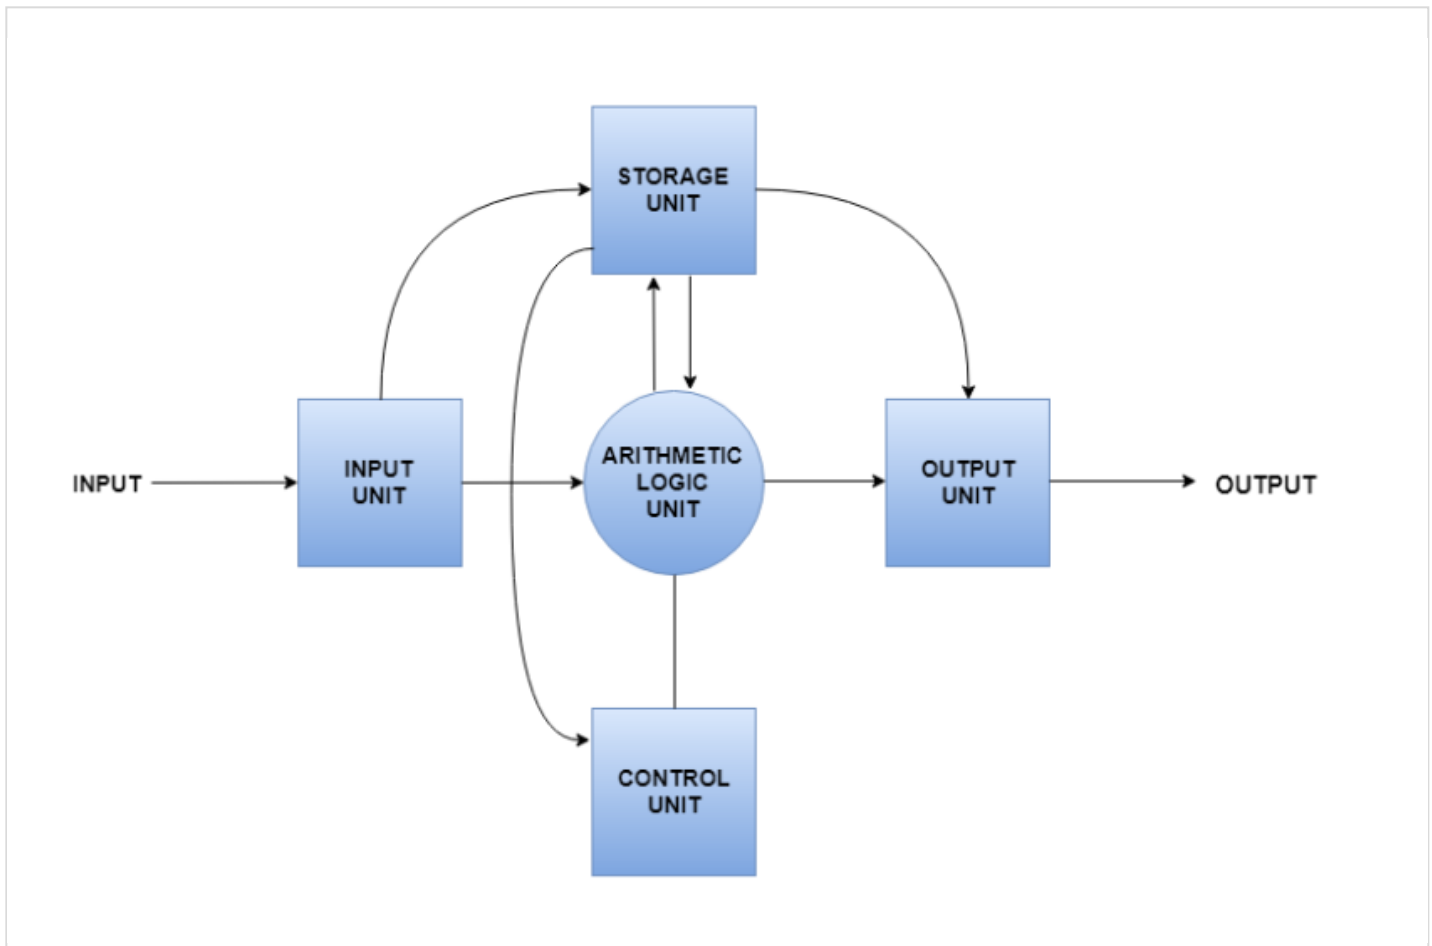 STORAGE
UNIT
INPUT
INPUT
UNIT
ARITHMETIC
LOGIC
UNIT
OUTPUT
UNIT
OUTPUT
CONTROL
UNIT